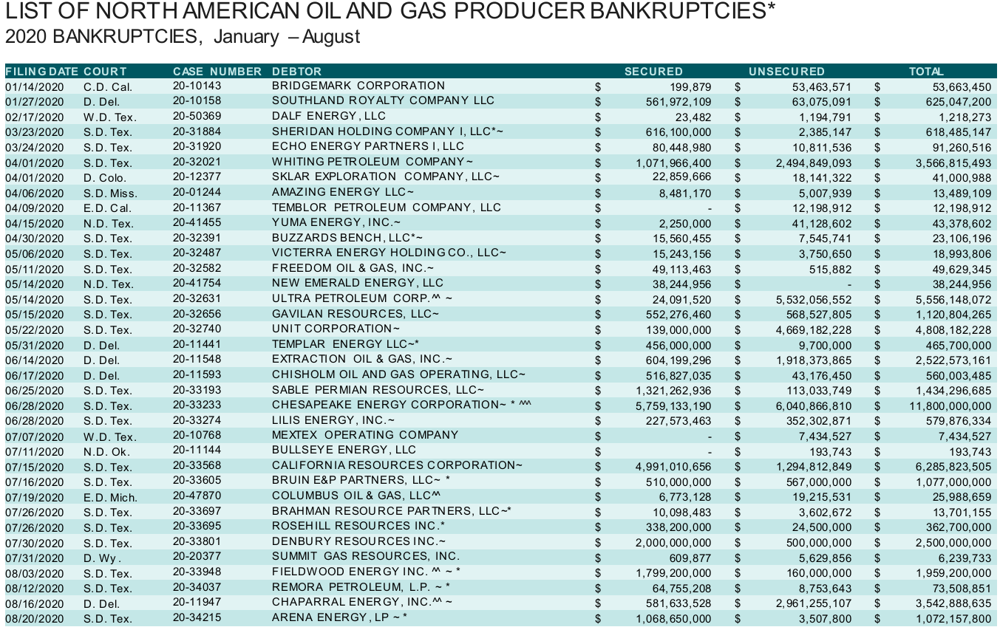 LIST OF NORTH AMERICAN OIL AND GAS PRODUCER BANKRUPTCIES*
2020 BANKRUPTCIES, January – August
FILING DATE COURT CASE NUMBER DEBTOR SECURED UNSECURED TOTAL
01/14/2020 C.D. Cal. 20-10143 BRIDGEMARK CORPORATION $ 199,879 $ 53,463,571 $ 53,663,450
01/27/2020 D. Del. 20-10158 SOUTHLAND ROYALTY COMPANY LLC $ 561,972,109 $ 63,075,091 $ 625,047,200
02/17/2020 W.D. Tex. 20-50369 DALF ENERGY, LLC $ 23,482 $ 1,194,791 $ 1,218,273
03/23/2020 S.D. Tex. 20-31884 SHERIDAN HOLDING COMPANY I, LLC*~ $ 616,100,000 $ 2,385,147 $ 618,485,147
03/24/2020 S.D. Tex. 20-31920 ECHO ENERGY PARTNERS I, LLC $ 80,448,980 $ 10,811,536 $ 91,260,516
04/01/2020 S.D. Tex. 20-32021 WHITING PETROLEUM COMPANY~ $ 1,071,966,400 $ 2,494,849,093 $ 3,566,815,493
04/01/2020 D. Colo. 20-12377 SKLAR EXPLORATION COMPANY, LLC~ $ 22,859,666 $ 18,141,322 $ 41,000,988
04/06/2020 S.D. Miss. 20-01244 AMAZING ENERGY LLC~ $ 8,481,170 $ 5,007,939 $ 13,489,109
04/09/2020 E.D. Cal. 20-11367 TEMBLOR PETROLEUM COMPANY, LLC $ - $ 12,198,912 $ 12,198,912
04/15/2020 N.D. Tex. 20-41455 YUMA ENERGY, INC.~ $ 2,250,000 $ 41,128,602 $ 43,378,602
04/30/2020 S.D. Tex. 20-32391 BUZZARDS BENCH, LLC*~ $ 15,560,455 $ 7,545,741 $ 23,106,196
05/06/2020 S.D. Tex. 20-32487 VICTERRA ENERGY HOLDING CO., LLC~ $ 15,243,156 $ 3,750,650 $ 18,993,806
05/11/2020 S.D. Tex. 20-32582 FREEDOM OIL & GAS, INC.~ $ 49,113,463 $ 515,882 $ 49,629,345
05/14/2020 N.D. Tex. 20-41754 NEW EMERALD ENERGY, LLC $ 38,244,956 $ - $ 38,244,956
05/14/2020 S.D. Tex. 20-32631 ULTRA PETROLEUM CORP.^^ ~ $ 24,091,520 $ 5,532,056,552 $ 5,556,148,072
05/15/2020 S.D. Tex. 20-32656 GAVILAN RESOURCES, LLC~ $ 552,276,460 $ 568,527,805 $ 1,120,804,265
05/22/2020 S.D. Tex. 20-32740 UNIT CORPORATION~ $ 139,000,000 $ 4,669,182,228 $ 4,808,182,228
05/31/2020 D. Del. 20-11441 TEMPLAR ENERGY LLC~* $ 456,000,000 $ 9,700,000 $ 465,700,000
06/14/2020 D. Del. 20-11548 EXTRACTION OIL & GAS, INC.~ $ 604,199,296 $ 1,918,373,865 $ 2,522,573,161
06/17/2020 D. Del. 20-11593 CHISHOLM OIL AND GAS OPERATING, LLC~ $ 516,827,035 $ 43,176,450 $ 560,003,485
06/25/2020 S.D. Tex. 20-33193 SABLE PERMIAN RESOURCES, LLC~ $ 1,321,262,936 $ 113,033,749 $ 1,434,296,685
06/28/2020 S.D. Tex. 20-33233 CHESAPEAKE ENERGY CORPORATION~ * ^^^ $ 5,759,133,190 $ 6,040,866,810 $ 11,800,000,000
06/28/2020 S.D. Tex. 20-33274 LILIS ENERGY, INC.~ $ 227,573,463 $ 352,302,871 $ 579,876,334
07/07/2020 W.D. Tex. 20-10768 MEXTEX OPERATING COMPANY $ - $ 7,434,527 $ 7,434,527
07/11/2020 N.D. Ok. 20-11144 BULLSEYE ENERGY, LLC $ - $ 193,743 $ 193,743
07/15/2020 S.D. Tex. 20-33568 CALIFORNIA RESOURCES CORPORATION~ $ 4,991,010,656 $ 1,294,812,849 $ 6,285,823,505
07/16/2020 S.D. Tex. 20-33605 BRUIN E&P PARTNERS, LLC~ * $ 510,000,000 $ 567,000,000 $ 1,077,000,000
07/19/2020 E.D. Mich. 20-47870 COLUMBUS OIL & GAS, LLC^^ $ 6,773,128 $ 19,215,531 $ 25,988,659
07/26/2020 S.D. Tex. 20-33697 BRAHMAN RESOURCE PARTNERS, LLC~* $ 10,098,483 $ 3,602,672 $ 13,701,155
07/26/2020 S.D. Tex. 20-33695 ROSEHILL RESOURCES INC.* $ 338,200,000 $ 24,500,000 $ 362,700,000
07/30/2020 S.D. Tex. 20-33801 DENBURY RESOURCES INC.~ $ 2,000,000,000 $ 500,000,000 $ 2,500,000,000
07/31/2020 D. Wy. 20-20377 SUMMIT GAS RESOURCES, INC. $ 609,877 $ 5,629,856 $ 6,239,733
08/03/2020 S.D. Tex. 20-33948 FIELDWOOD ENERGY INC. ^^ ~ * $ 1,799,200,000 $ 160,000,000 $ 1,959,200,000
08/12/2020 S.D. Tex. 20-34037 REMORA PETROLEUM, L.P. ~ * $ 64,755,208 $ 8,753,643 $ 73,508,851
08/16/2020 D. Del. 20-11947 CHAPARRAL ENERGY, INC.^^ ~ $ 581,633,528 $ 2,961,255,107 $ 3,542,888,635
08/20/2020 S.D. Tex. 20-34215 ARENA ENERGY, LP ~ * $ 1,068,650,000 $ 3,507,800 $ 1,072,157,800